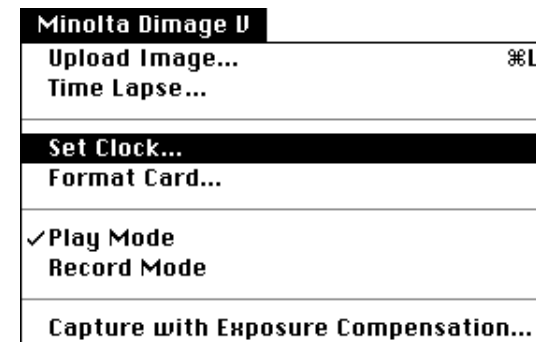 Minolta Dimage V
Upload Image... ⌘L
Time Lapse...
Set Clock...
Format Card...
✓Play Mode
Record Mode
Capture with Exposure Compensation...